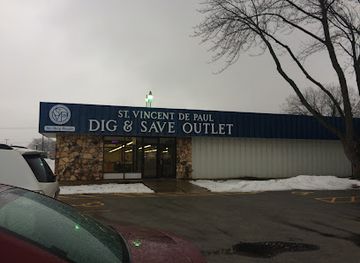 ST. VINCENT DE PAUL
DIG & SAVE OUTLET